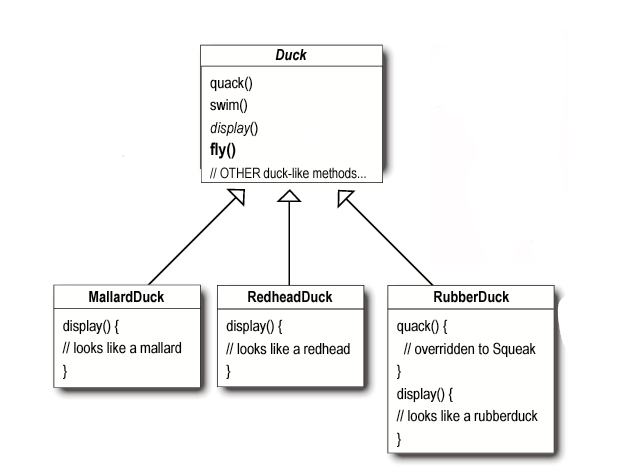 Duck
quack()
swim()
display()
fly()
// OTHER duck-like methods...
MallardDuck
display() {
// looks like a mallard
}
RedheadDuck
display() {
// looks like a redhead
}
RubberDuck
quack() {
// overridden to Squeak
}
display() {
// looks like a rubberduck
}